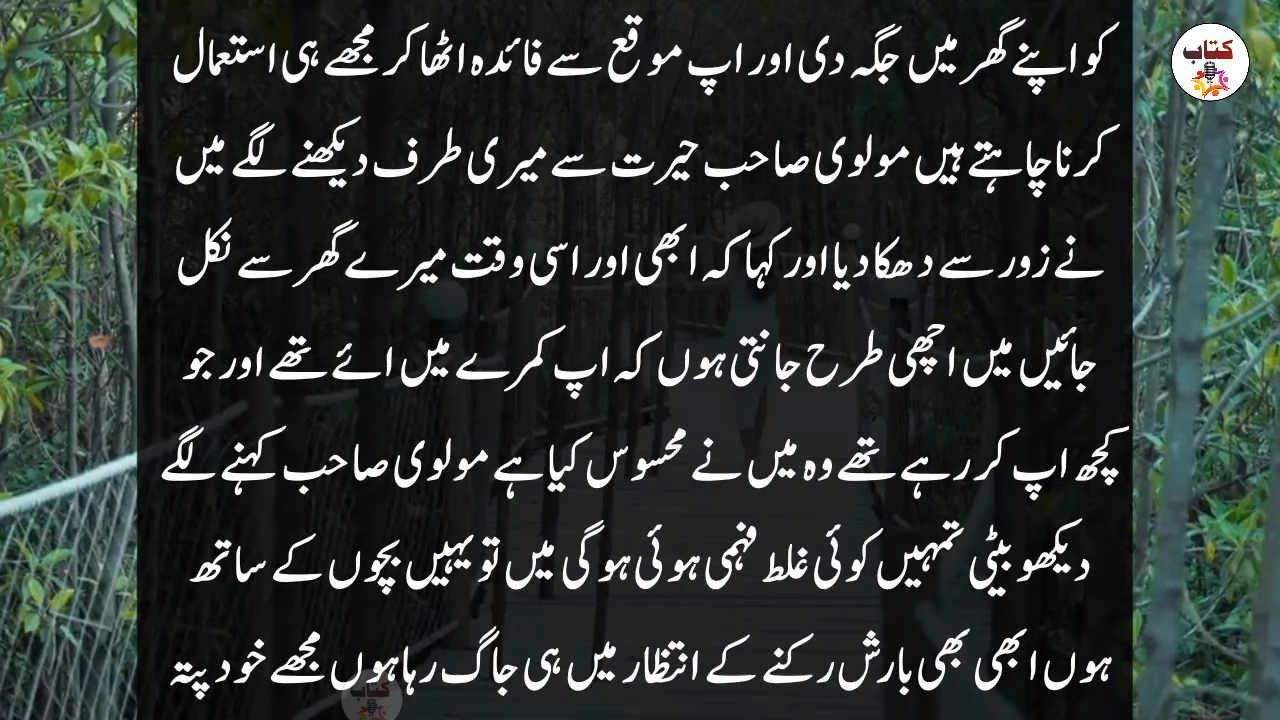 کتاب
کو اپنے گھر میں جگہ دی اور اپ موقع سے فائدہ اٹھا کر مجھے ہی استعمال
کرنا چاہتے ہیں مولوی صاحب حیرت سے میری طرف دیکھنے لگے میں
نے زور سے دھکا دیا اور کہا کہ ابھی اور اسی وقت میرے گھر سے نکل
جائیں میں اچھی طرح جانتی ہوں کہ اپ کمرے میں ائے تھے اور جو
کچھ اپ کر رہے تھے وہ میں نے محسوس کیا ہے مولوی صاحب کہنے لگے
دیکھو بیٹی تمہیں کوئی غلط فہمی ہوئی ہوگی میں تو یہیں بچوں کے ساتھ
ہوں ابھی بھی بارش رکنے کے انتظار میں ہی جاگ رہا ہوں مجھے خود پتہ
کتاب